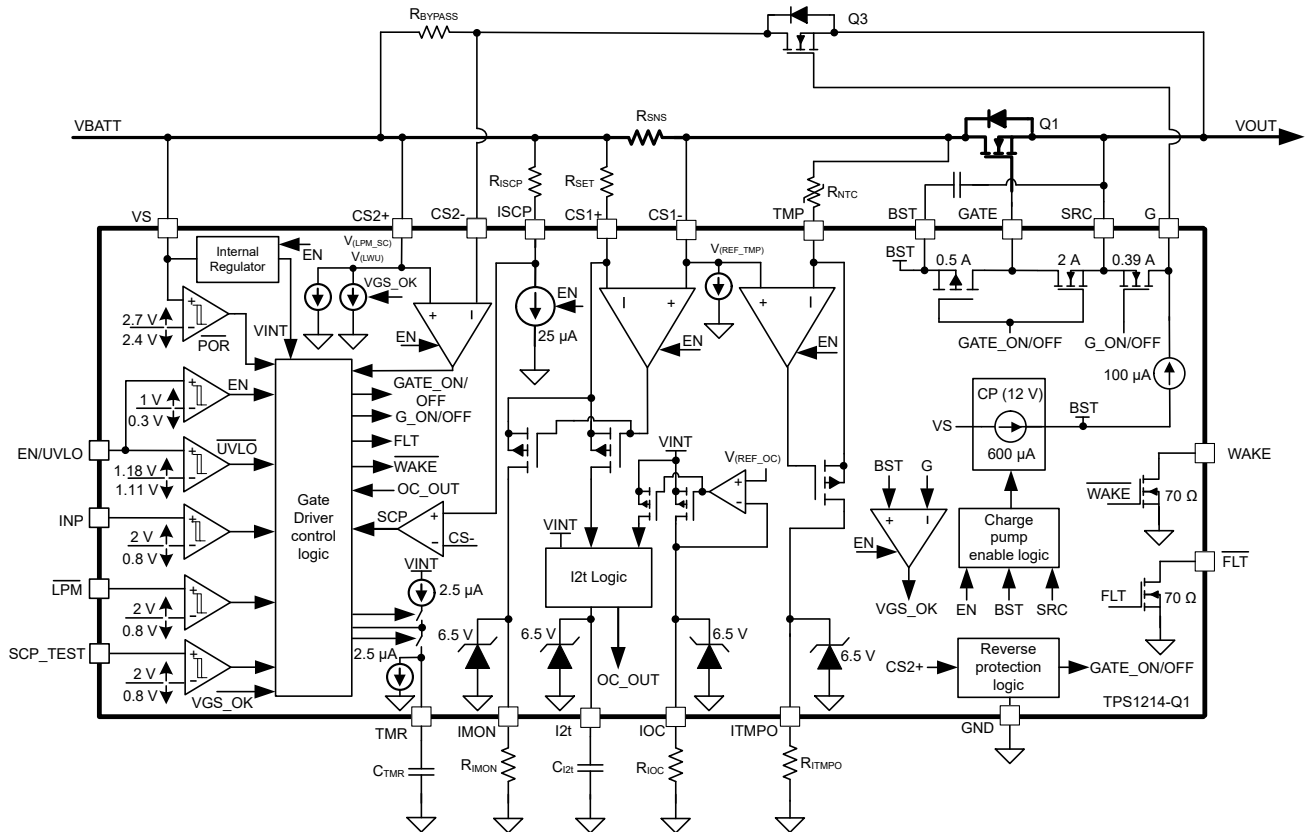 RBYPASS
Q3
VBATT
RSNS
Q1
VOUT
RISCP
RSET
RNTC
VS
CS2+
CS2-
ISCP
CS1+
CS1-
TMP
BST
GATE
SRC
G
Internal
Regulator
EN
V(LPM_SC)
V(LWU)
VGS_OK
V(REF_TMP)
BST
0.5 A
2 A
0.39 A
2.7 V
2.4 V
POR
VINT
EN
EN
25 µA
EN
EN
GATE_ON/OFF
G_ON/OFF
100 µA
EN
1 V
0.3 V
GATE_ON/
OFF
G_ON/OFF
FLT
WAKE
OC_OUT
CP (12 V)
VS
600 µA
BST
EN/UVLO
UVLO
1.18 V
1.11 V
Gate
Driver
control
logic
VINT
V(REF_OC)
BST
G
WAKE
WAKE
70 Ω
INP
2 V
0.8 V
SCP
CS-
VINT
2.5 µA
VINT
I2t Logic
EN
VGS_OK
Charge
pump
enable logic
EN
BST
SRC
FLT
FLT
70 Ω
LPM
2 V
0.8 V
SCP_TEST
2 V
0.8 V
VGS_OK
2.5 µA
6.5 V
6.5 V
OC_OUT
6.5 V
6.5 V
CS2+
Reverse
protection
logic
GATE_ON/OFF
TPS1214-Q1
TMR
IMON
I2t
IOC
ITMPO
GND
CTMR
RIMON
CI2t
RIOC
RITMPO